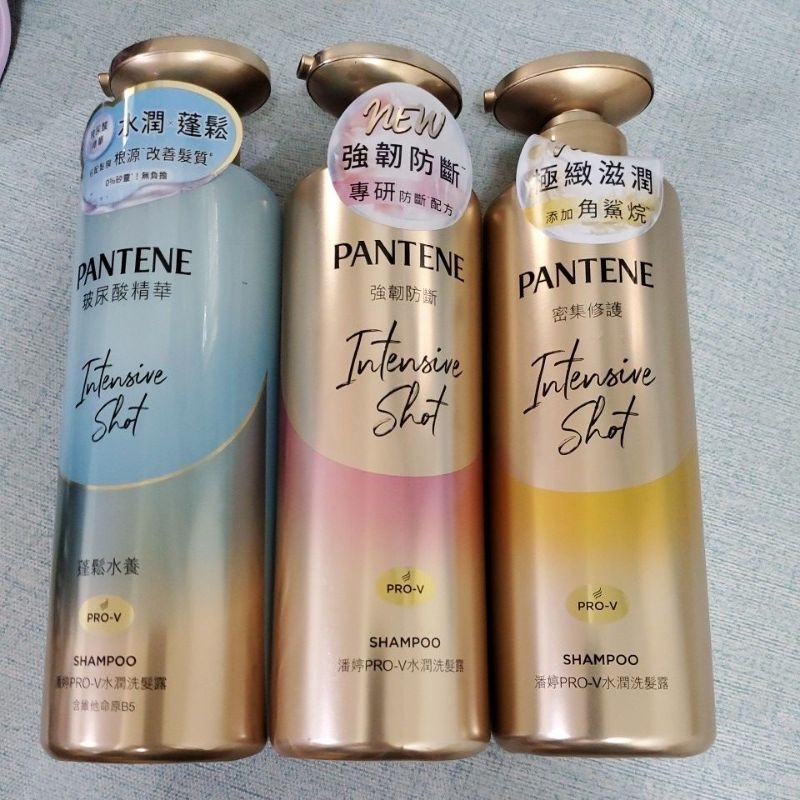 水潤 蓬鬆
根源 改善髮質
0%矽靈 ! 無負擔
PANTENE
玻尿酸精華
Intensive
Shot
蓬鬆水養
PRO-V
SHAMPOO
潘婷PRO-V水潤洗髮露
含維他命原B5
NEW
強韌防斷
專研防斷配方
PANTENE
強韌防斷
Intensive
Shot
PRO-V
SHAMPOO
潘婷PRO-V水潤洗髮露
極緻滋潤
添加 角鯊烷
PANTENE
密集修護
Intensive
Shot
PRO-V
SHAMPOO
潘婷PRO-V水潤洗髮露